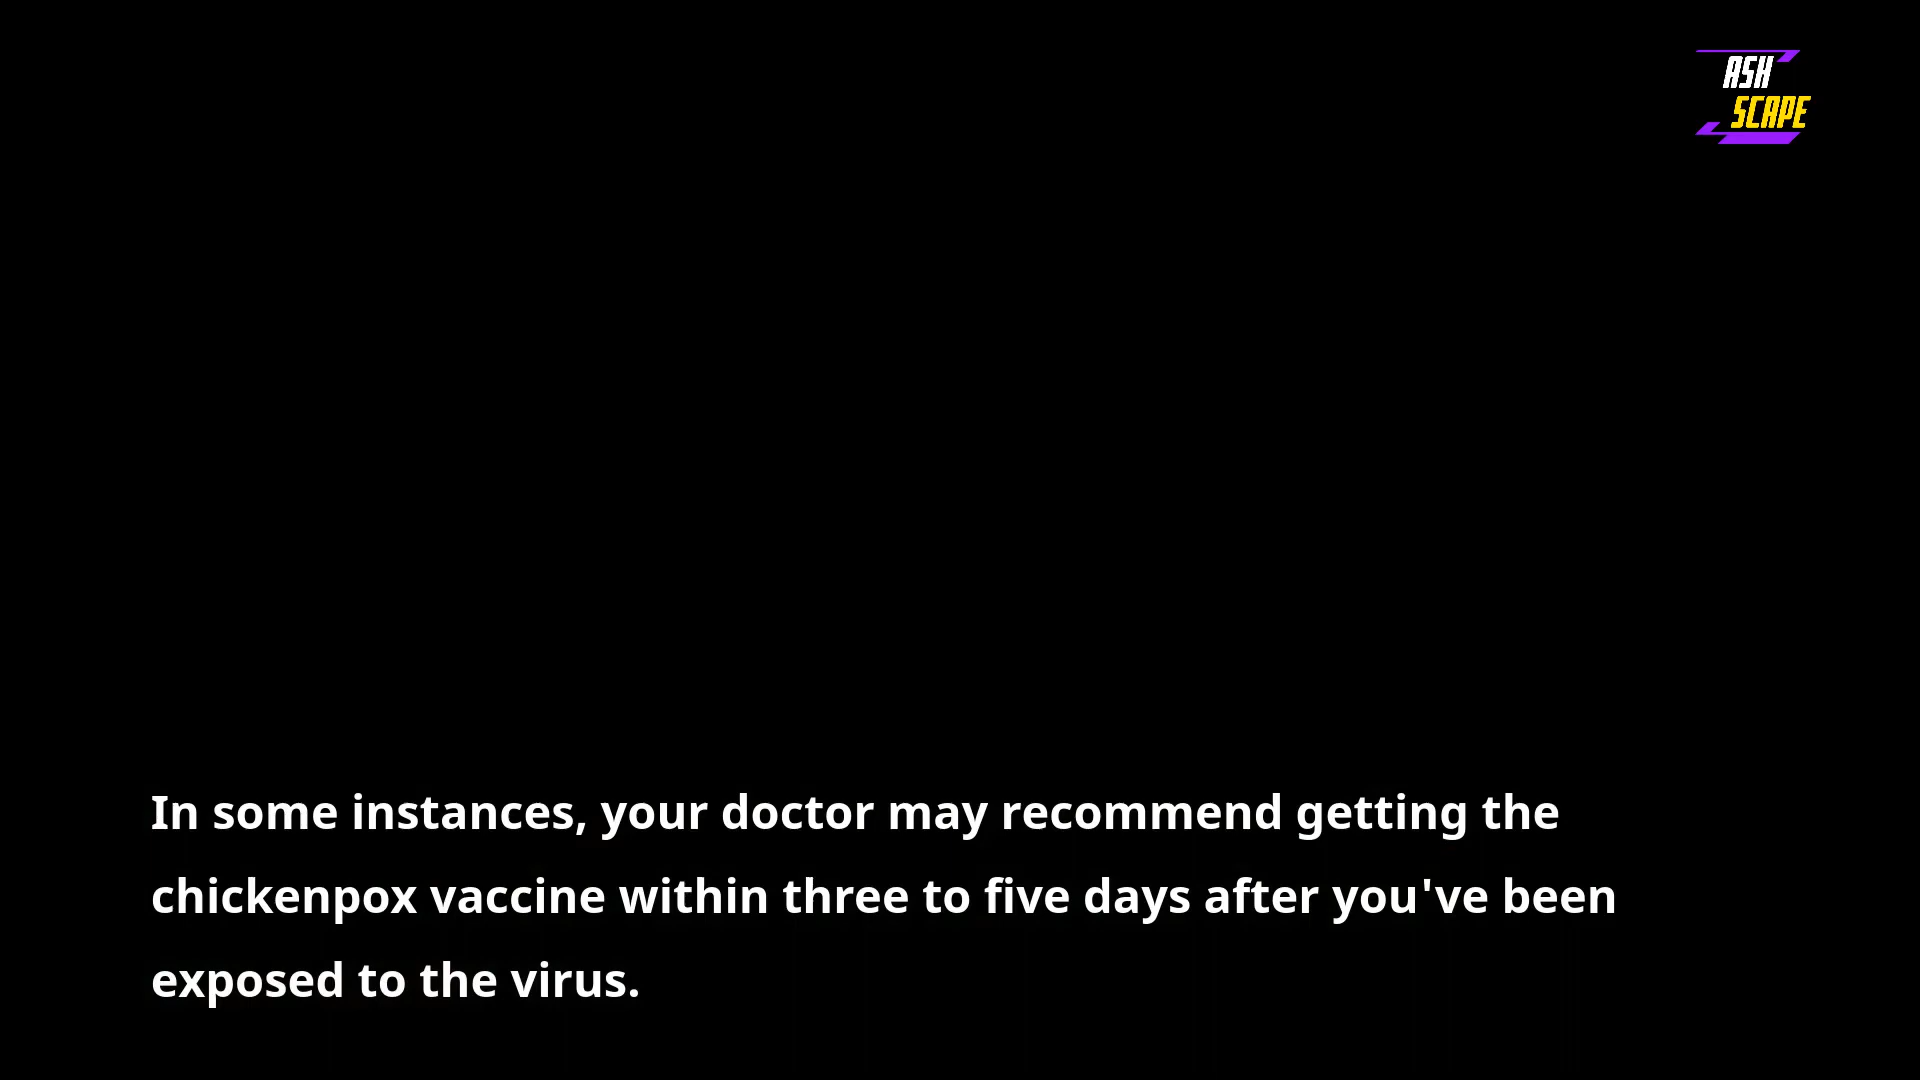 ASH
SCAPE
In some instances, your doctor may recommend getting the
chickenpox vaccine within three to five days after you've been
exposed to the virus.